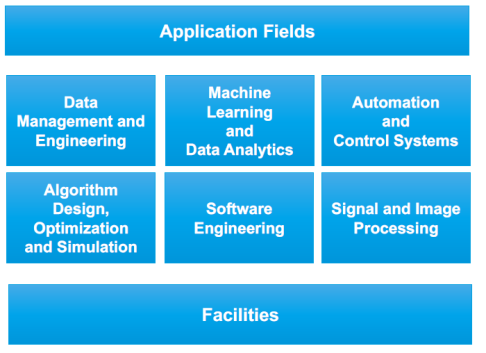 Application Fields
Data
Management and
Engineering
Machine
Learning
and
Data Analytics
Automation
and
Control Systems
Algorithm
Design,
Optimization
and Simulation
Software
Engineering
Signal and Image
Processing
Facilities